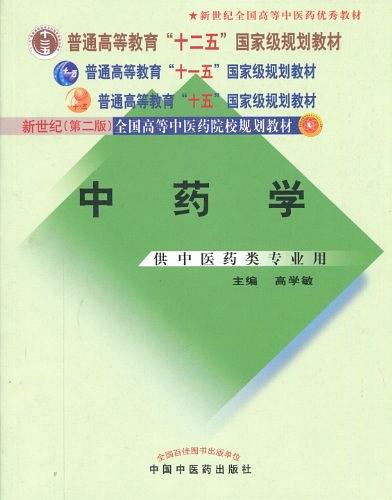 ★新世纪全国高等中医药优秀教材
普通高等教育“十二五”国家级规划教材
普通高等教育“十一五”国家级规划教材
普通高等教育“十五”国家级规划教材
新世纪(第二版)全国高等中医药院校规划教材
中药学
供中医药类专业用
主编 高学敏
全国百佳图书出版单位
中国中医药出版社